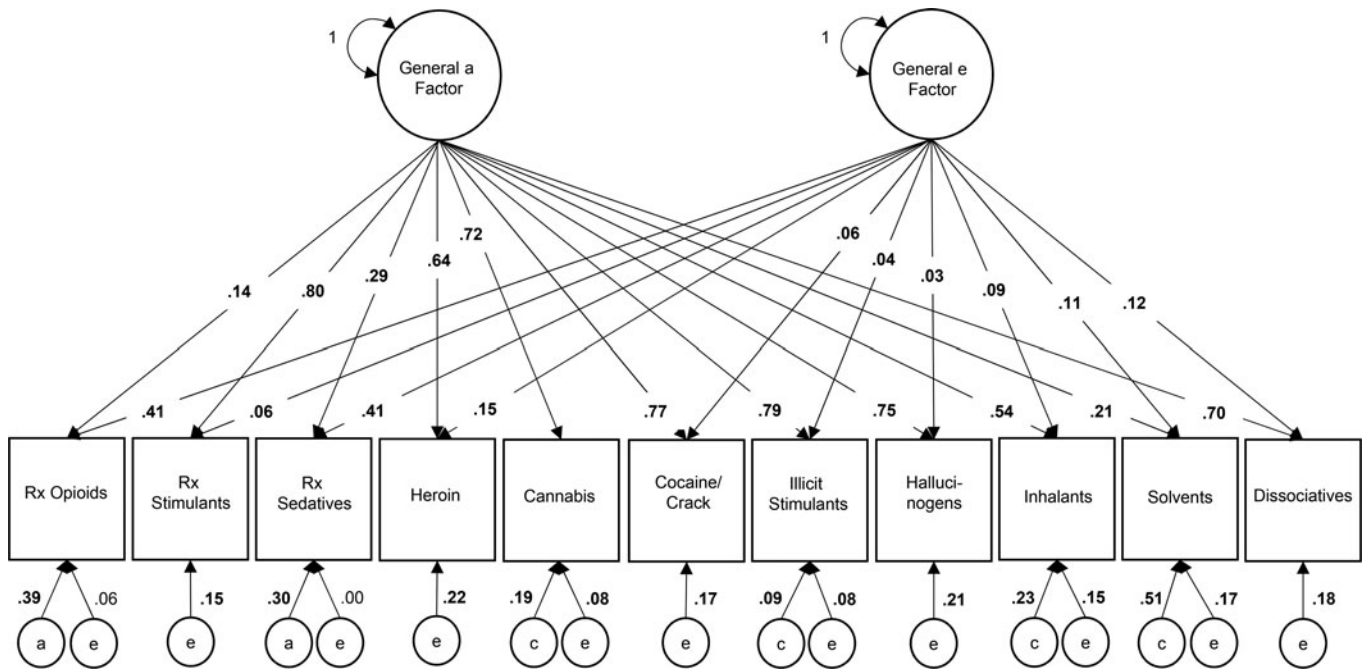 1
General a
Factor
1
General e
Factor
.14
.80
.29
.64
.72
.06
.04
.03
.09
.11
.12
.41
.06
.41
.15
.77
.79
.75
.54
.21
.70
Rx Opioids
Rx
Stimulants
Rx
Sedatives
Heroin
Cannabis
Cocaine/
Crack
Illicit
Stimulants
Halluci-
nogens
Inhalants
Solvents
Dissociatives
.39
.06
.15
.30
.00
.22
.19
.08
.17
.09
.08
.21
.23
.15
.51
.17
.18
a
e
e
a
e
e
c
e
e
c
e
e
c
e
c
e
e